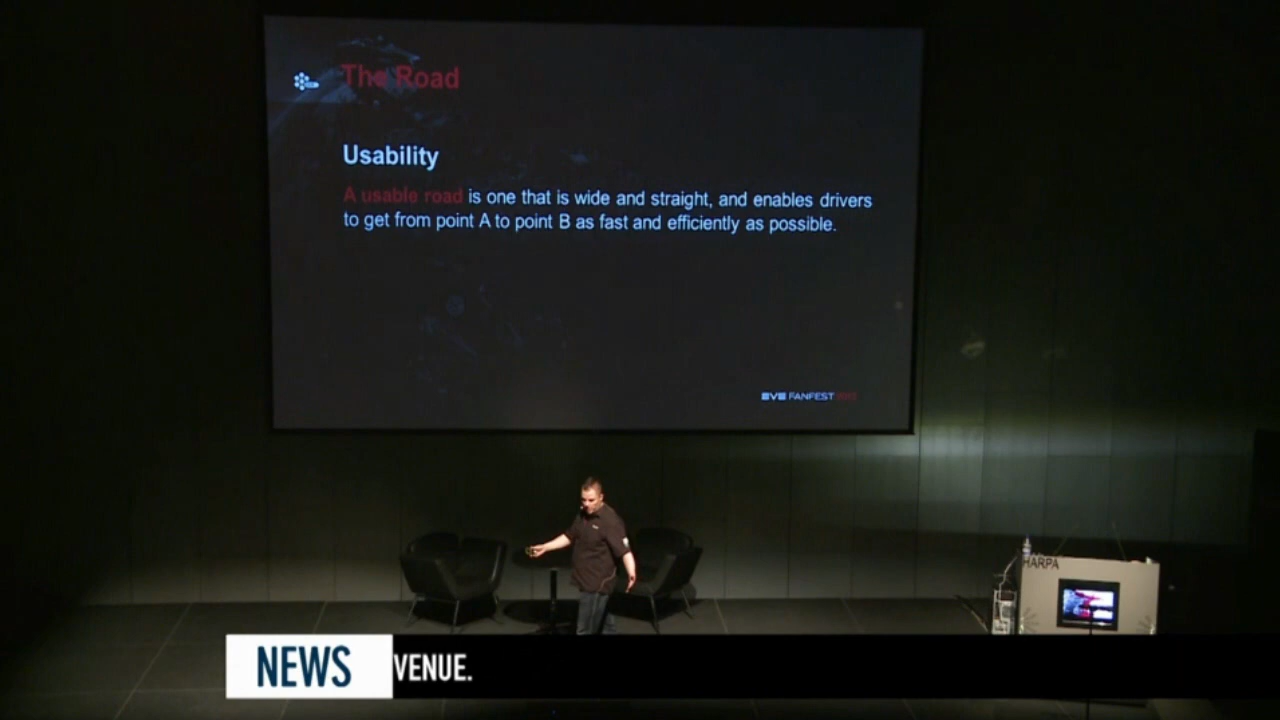 The Road
Usability
A usable road is one that is wide and straight, and enables drivers
to get from point A to point B as fast and efficiently as possible.
EVE FANFEST
HARPA
NEWS VENUE.